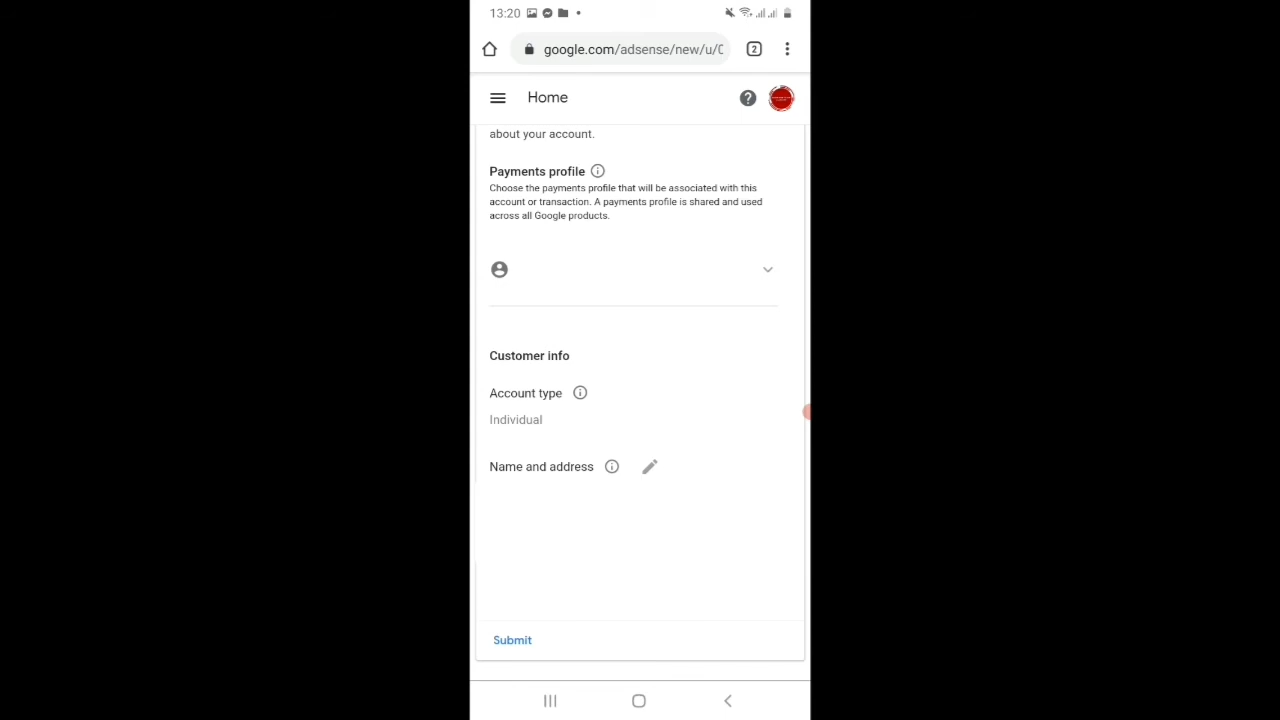 13:20
google.com/adsense/new/u/0
2
Home
about your account.
Payments profile
Choose the payments profile that will be associated with this
account or transaction. A payments profile is shared and used
across all Google products.
Customer info
Account type
Individual
Name and address
Submit